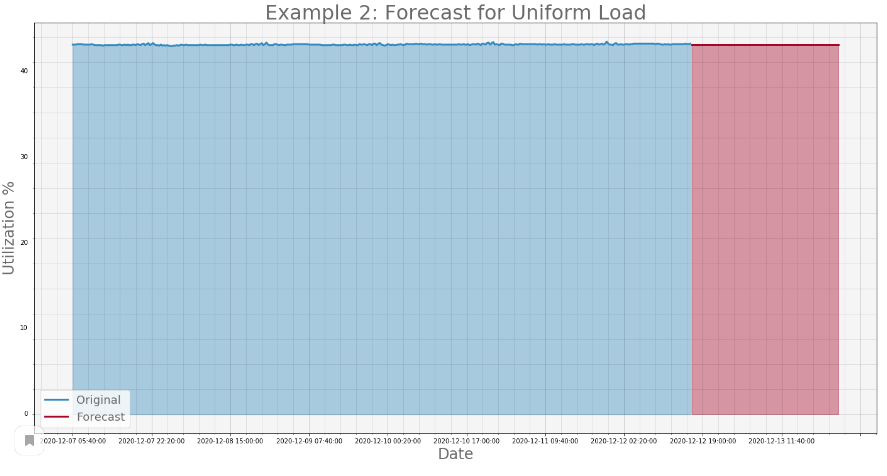 Example 2: Forecast for Uniform Load
Utilization %
40
30
20
10
0
Original
Forecast
2020-12-07 05:40:00 2020-12-07 22:20:00 2020-12-08 15:00:00 2020-12-09 07:40:00 2020-12-10 00:20:00 2020-12-10 17:00:00 2020-12-11 09:40:00 2020-12-12 02:20:00 2020-12-12 19:00:00 2020-12-13 11:40:00
Date